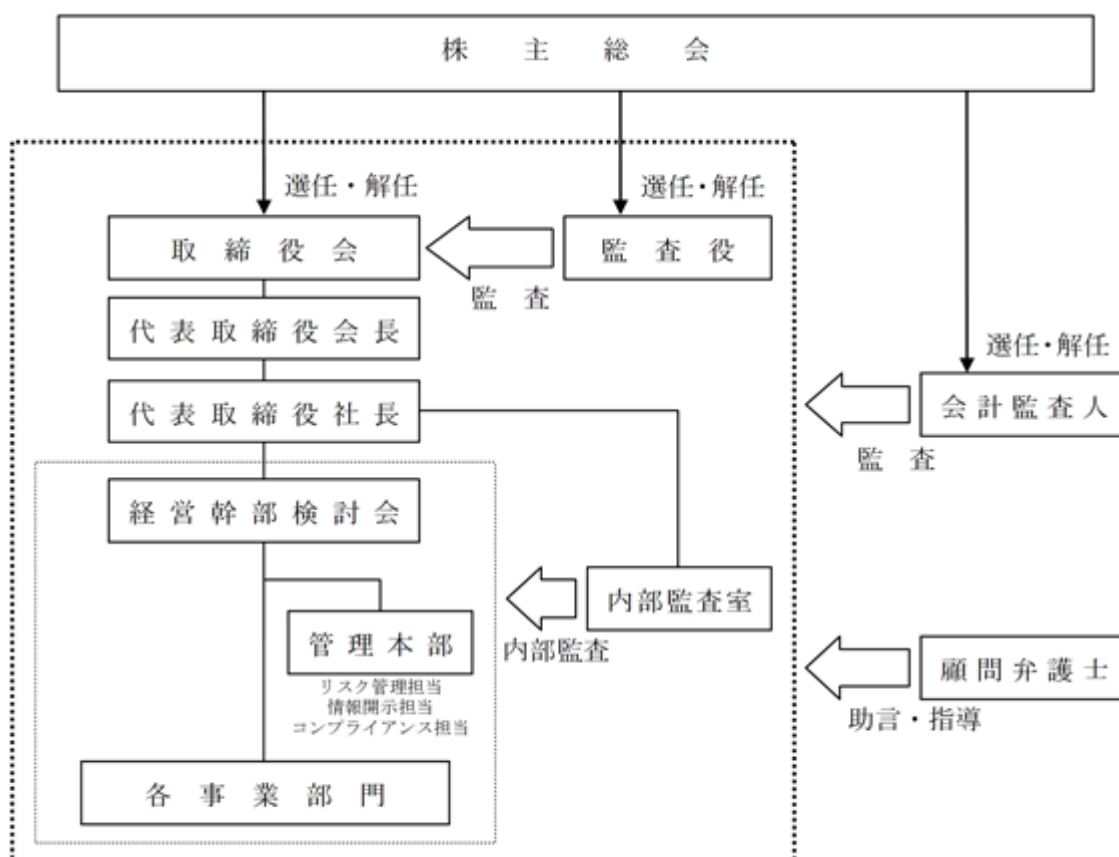 株主総会
選任・解任
選任・解任
取締役会
監査役
監査
代表取締役会長
選任・解任
代表取締役社長
会計監査人
監査
経営幹部検討会
内部監査室
管理本部
内部監査
顧問弁護士
リスク管理担当
情報開示担当
コンプライアンス担当
助言・指導
各事業部門